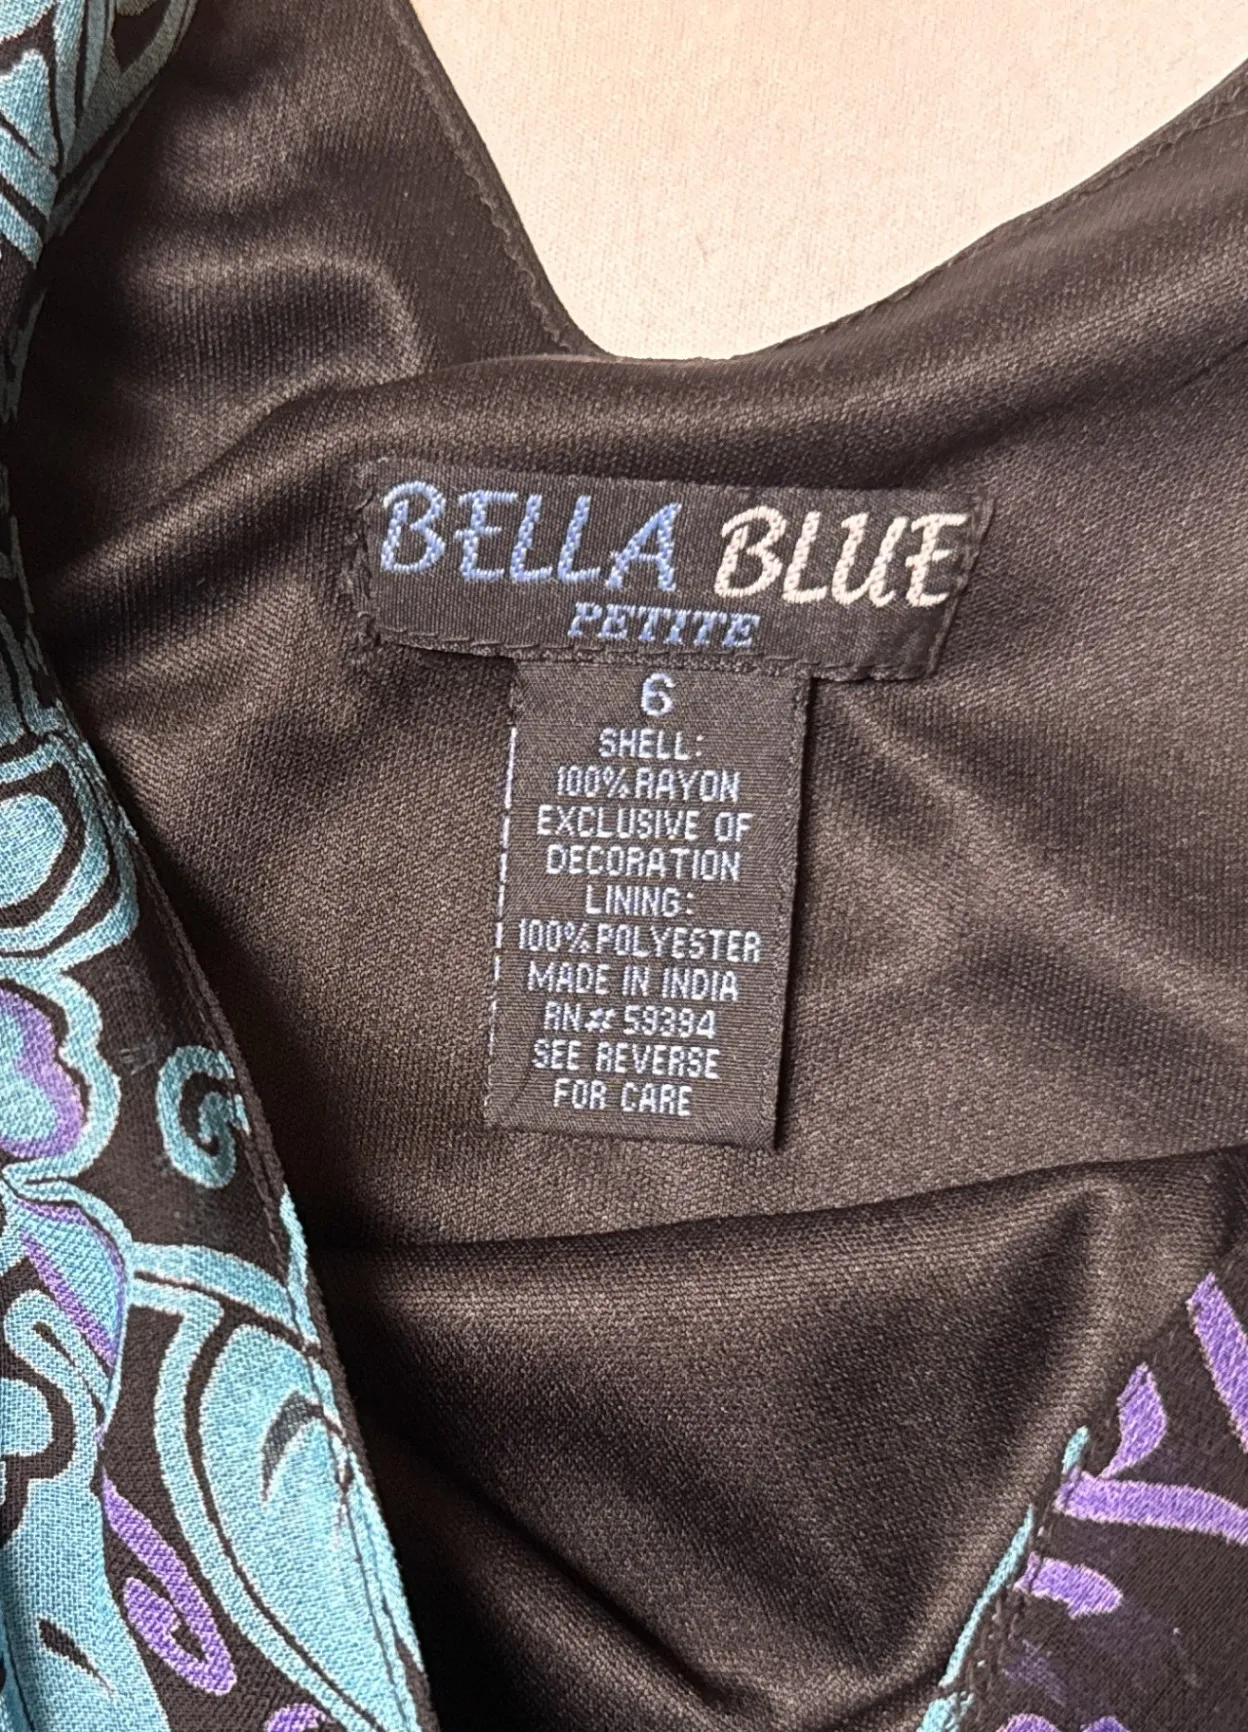 BELLA BLUE
PETITE
6
SHELL:
100% RAYON
EXCLUSIVE OF
DECORATION
LINING:
100% POLYESTER
MADE IN INDIA
RN# 59394
SEE REVERSE
FOR CARE